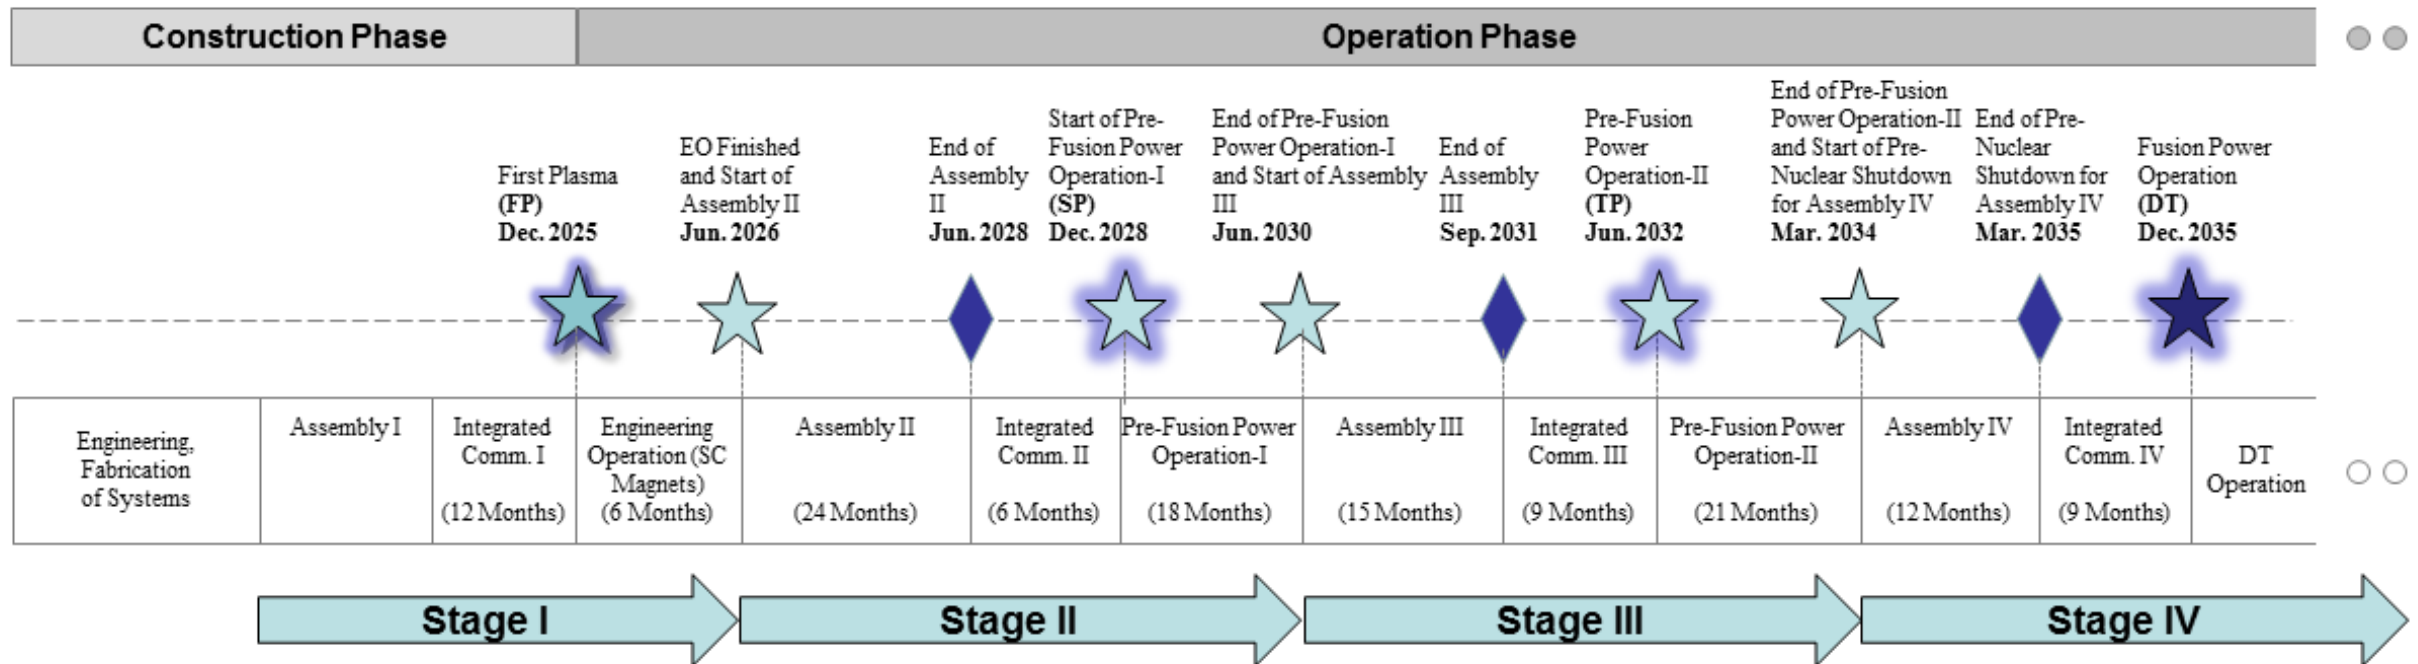 Construction Phase
Operation Phase
First Plasma
(FP)
Dec. 2025
EO Finished
and Start of
Assembly II
Jun. 2026
End of
Assembly
II
Jun. 2028
Start of Pre-
Fusion Power
Operation-I
(SP)
Dec. 2028
End of Pre-Fusion
Power Operation-I
and Start of Assembly
III
Jun. 2030
End of
Assembly
III
Sep. 2031
Pre-Fusion
Power
Operation-II
(TP)
Jun. 2032
End of Pre-Fusion
Power Operation-II
and Start of Pre-
Nuclear Shutdown
for Assembly IV
Mar. 2034
End of Pre-
Nuclear
Shutdown for
Assembly IV
Mar. 2035
Fusion Power
Operation
(DT)
Dec. 2035
Engineering,
Fabrication
of Systems
Assembly I
Integrated
Comm. I
(12 Months)
Engineering
Operation (SC
Magnets)
(6 Months)
Assembly II
(24 Months)
Integrated
Comm. II
(6 Months)
Pre-Fusion Power
Operation-I
(18 Months)
Assembly III
(15 Months)
Integrated
Comm. III
(9 Months)
Pre-Fusion Power
Operation-II
(21 Months)
Assembly IV
(12 Months)
Integrated
Comm. IV
(9 Months)
DT
Operation
Stage I
Stage II
Stage III
Stage IV